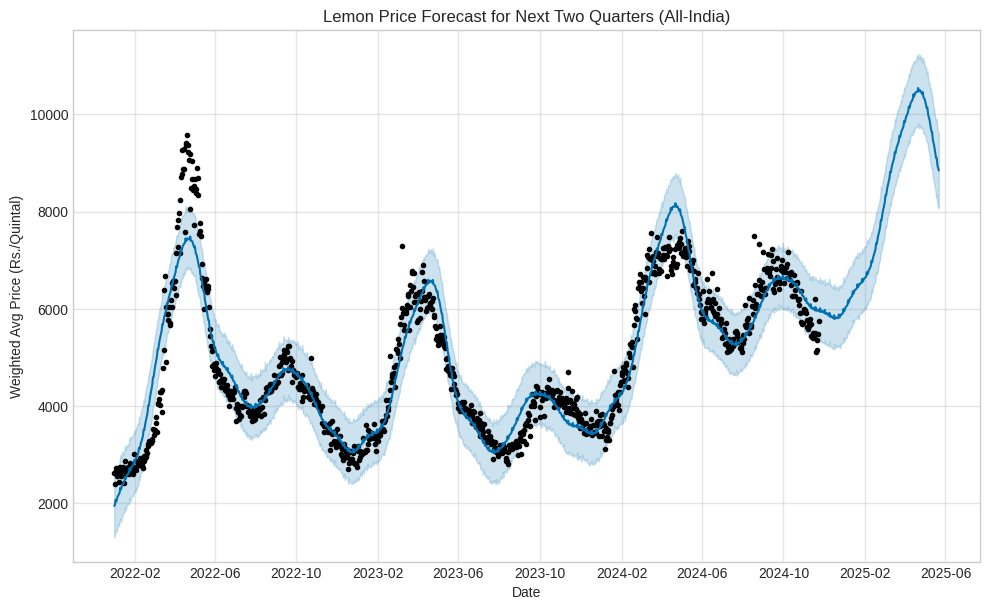 Lemon Price Forecast for Next Two Quarters (All-India)
Weighted Avg Price (Rs./Quintal)
10000
8000
6000
4000
2000
2022-02 2022-06 2022-10 2023-02 2023-06 2023-10 2024-02 2024-06 2024-10 2025-02 2025-06
Date